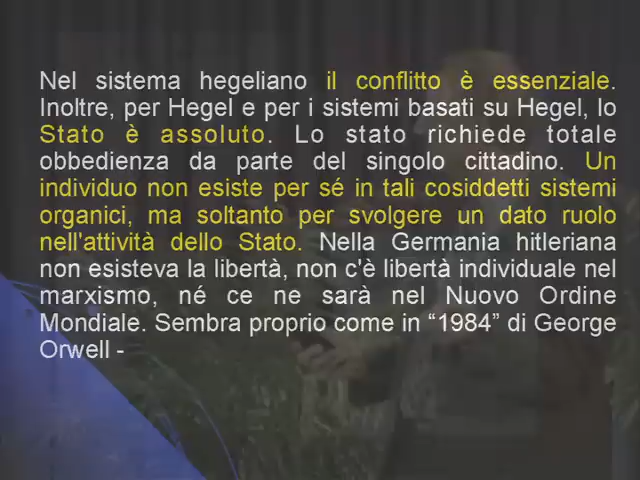 Nel sistema hegeliano il conflitto è essenziale.
Inoltre, per Hegel e per i sistemi basati su Hegel, lo
Stato è assoluto. Lo stato richiede totale
obbedienza da parte del singolo cittadino. Un
individuo non esiste per sé in tali cosiddetti sistemi
organici, ma soltanto per svolgere un dato ruolo
nell'attività dello Stato. Nella Germania hitleriana
non esisteva la libertà, non c'è libertà individuale nel
marxismo, né ce ne sarà nel Nuovo Ordine
Mondiale. Sembra proprio come in “1984” di George
Orwell -